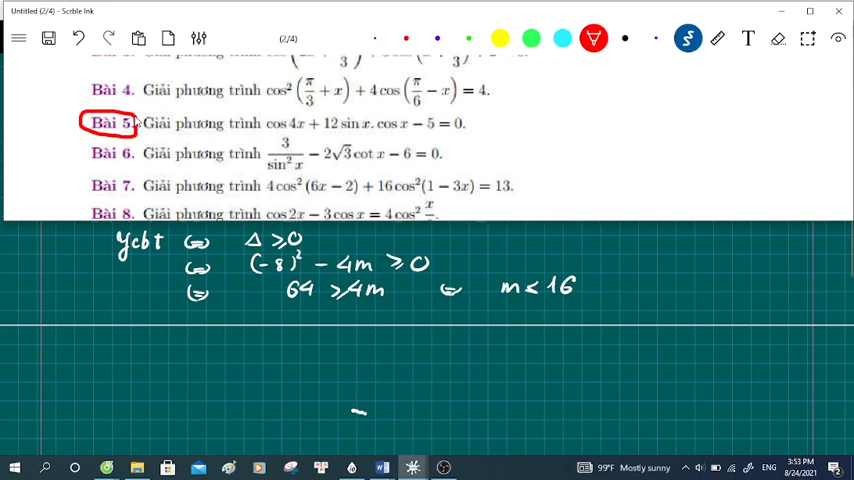 Untitled (2/4) - Scrble Ink
(2/4)
Bài 4. Giải phương trình cos²(π/3 + x) + 4 cos(π/6 − x) = 4.
Bài 5. Giải phương trình cos 4x + 12 sin x. cos x − 5 = 0.
Bài 6. Giải phương trình 3/sin² x − 2√3 cot x − 6 = 0.
Bài 7. Giải phương trình 4 cos² (6x − 2) + 16 cos²(1 − 3x) = 13.
Bài 8. Giải phương trình cos 2x − 3 cos x = 4 cos² x
ycbt ⇔ Δ ≥ 0
⇔ (-8)² - 4m ≥ 0
⇔ 64 ≥ 4m ⇔ m ≤ 16
99°F Mostly sunny
ENG
3:53 PM
8/24/2021
2